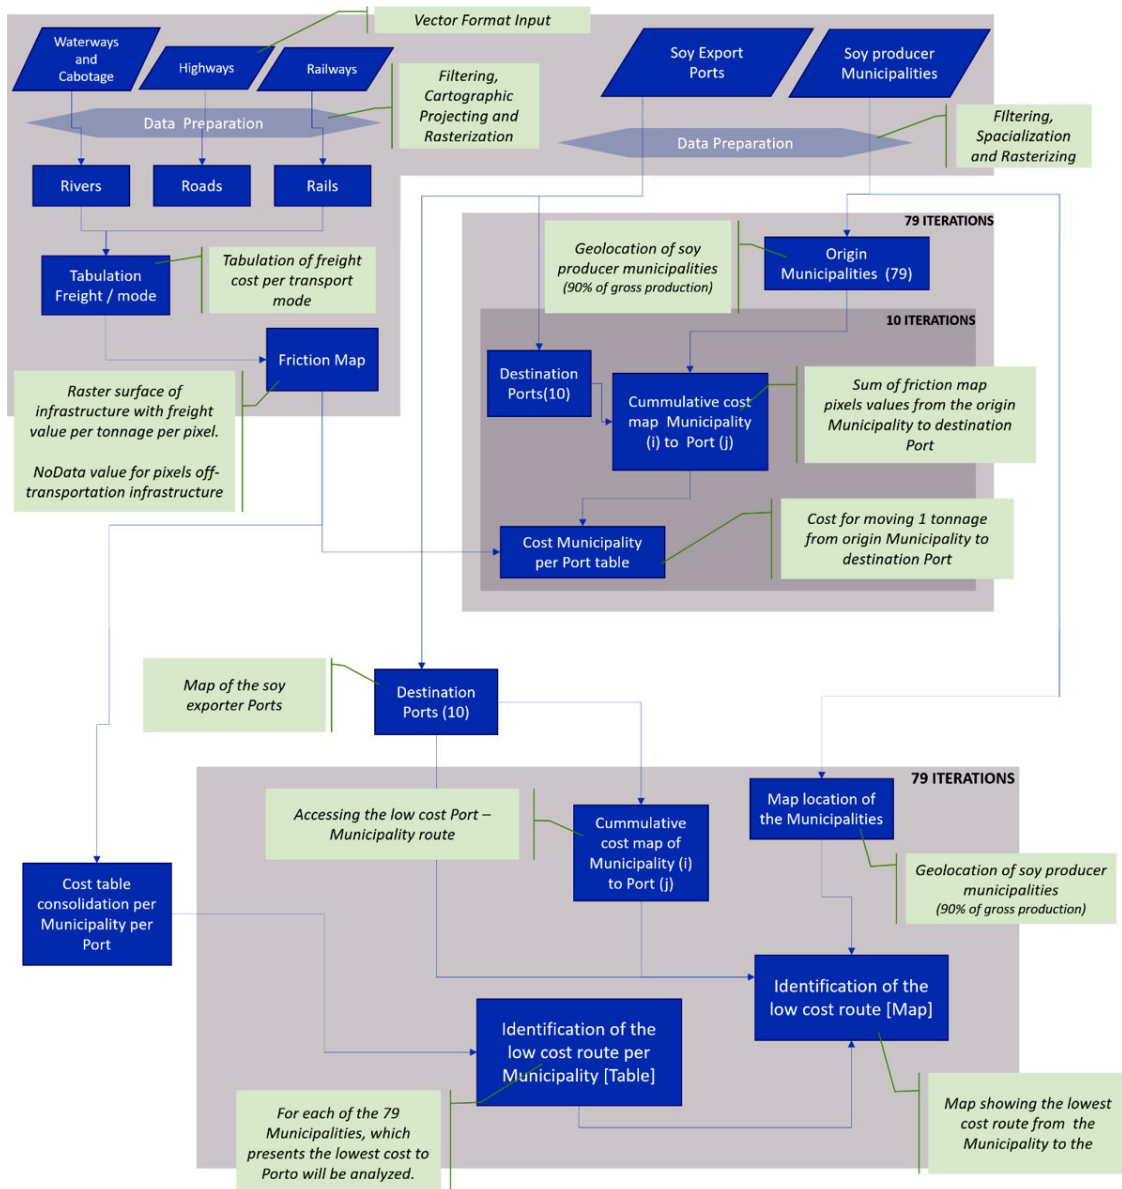 Vector Format Input
Waterways
and
Cabotage
Highways
Railways
Soy Export
Ports
Soy producer
Municipalities
Filtering,
Cartographic
Projecting and
Rasterization
Data Preparation
FIltering,
Spacialization
and Rasterizing
Data Preparation
Rivers
Roads
Rails
79 ITERATIONS
Geolocation of soy
producer municipalities
(90% of gross production)
Origin
Municipalities (79)
Tabulation
Freight / mode
Tabulation of freight
cost per transport
mode
10 ITERATIONS
Friction Map
Destination
Ports(10)
Cummulative cost
map Municipality
(i) to Port (j)
Sum of friction map
pixels values from the origin
Municipality to destination
Port
Raster surface of
infrastructure with freight
value per tonnage per pixel.
NoData value for pixels off-
transportation infrastructure
Cost Municipality
per Port table
Cost for moving 1 tonnage
from origin Municipality to
destination Port
Map of the soy
exporter Ports
Destination
Ports (10)
79 ITERATIONS
Accessing the low cost Port –
Municipality route
Cummulative
cost map of
Municipality (i)
to Port (j)
Map location of
the Municipalities
Geolocation of soy producer
municipalities
(90% of gross production)
Cost table
consolidation per
Municipality per
Port
Identification of the
low cost route [Map]
Identification of the
low cost route per
Municipality [Table]
For each of the 79
Municipalities, which
presents the lowest cost to
Porto will be analyzed.
Map showing the lowest
cost route from the
Municipality to the